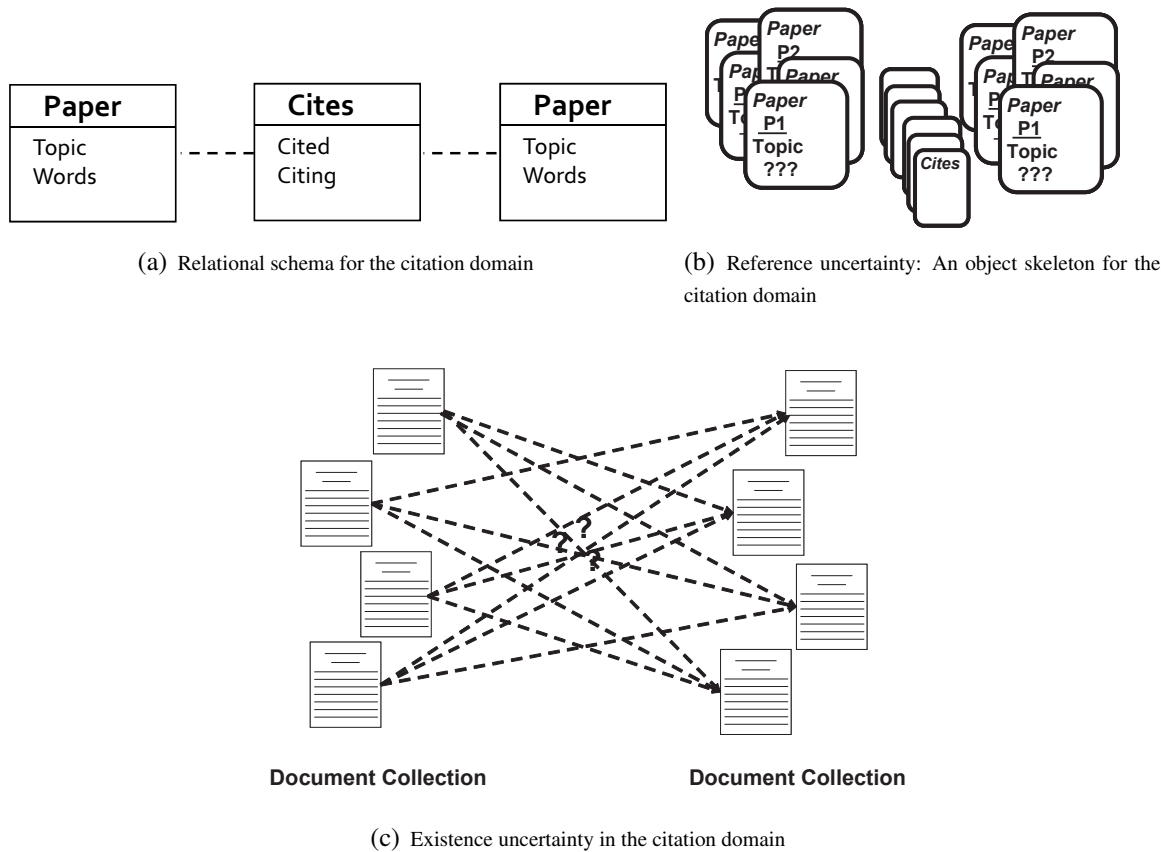 Paper
Topic
Words
Cites
Cited
Citing
Paper
Topic
Words
(a) Relational schema for the citation domain
Paper
P2
Paper
Paper
P1
Topic
???
Cites
Paper
P2
Paper
Paper
P1
Topic
???
(b) Reference uncertainty: An object skeleton for the
citation domain
?
?
?
Document Collection
Document Collection
(c) Existence uncertainty in the citation domain